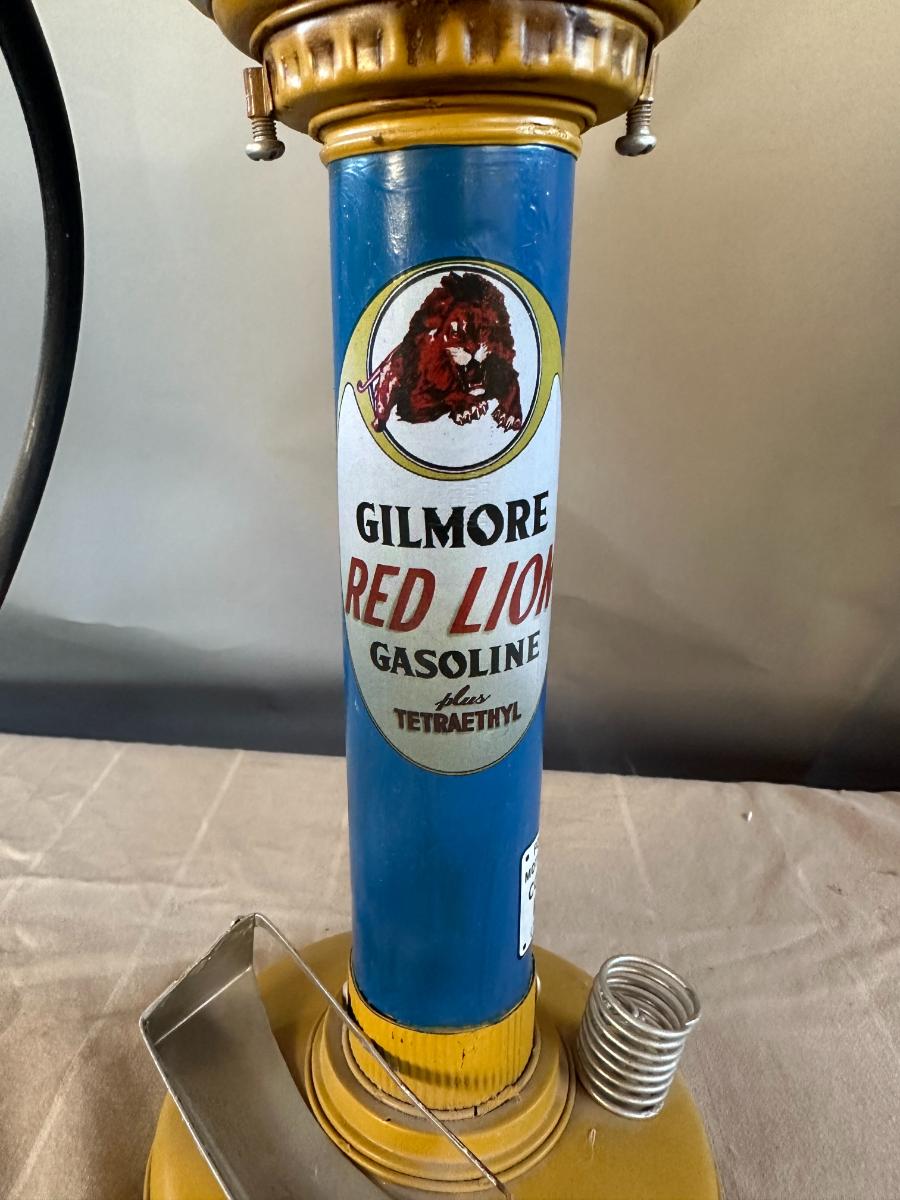 GILMORE
RED LION
GASOLINE
plus
TETRAETHYL